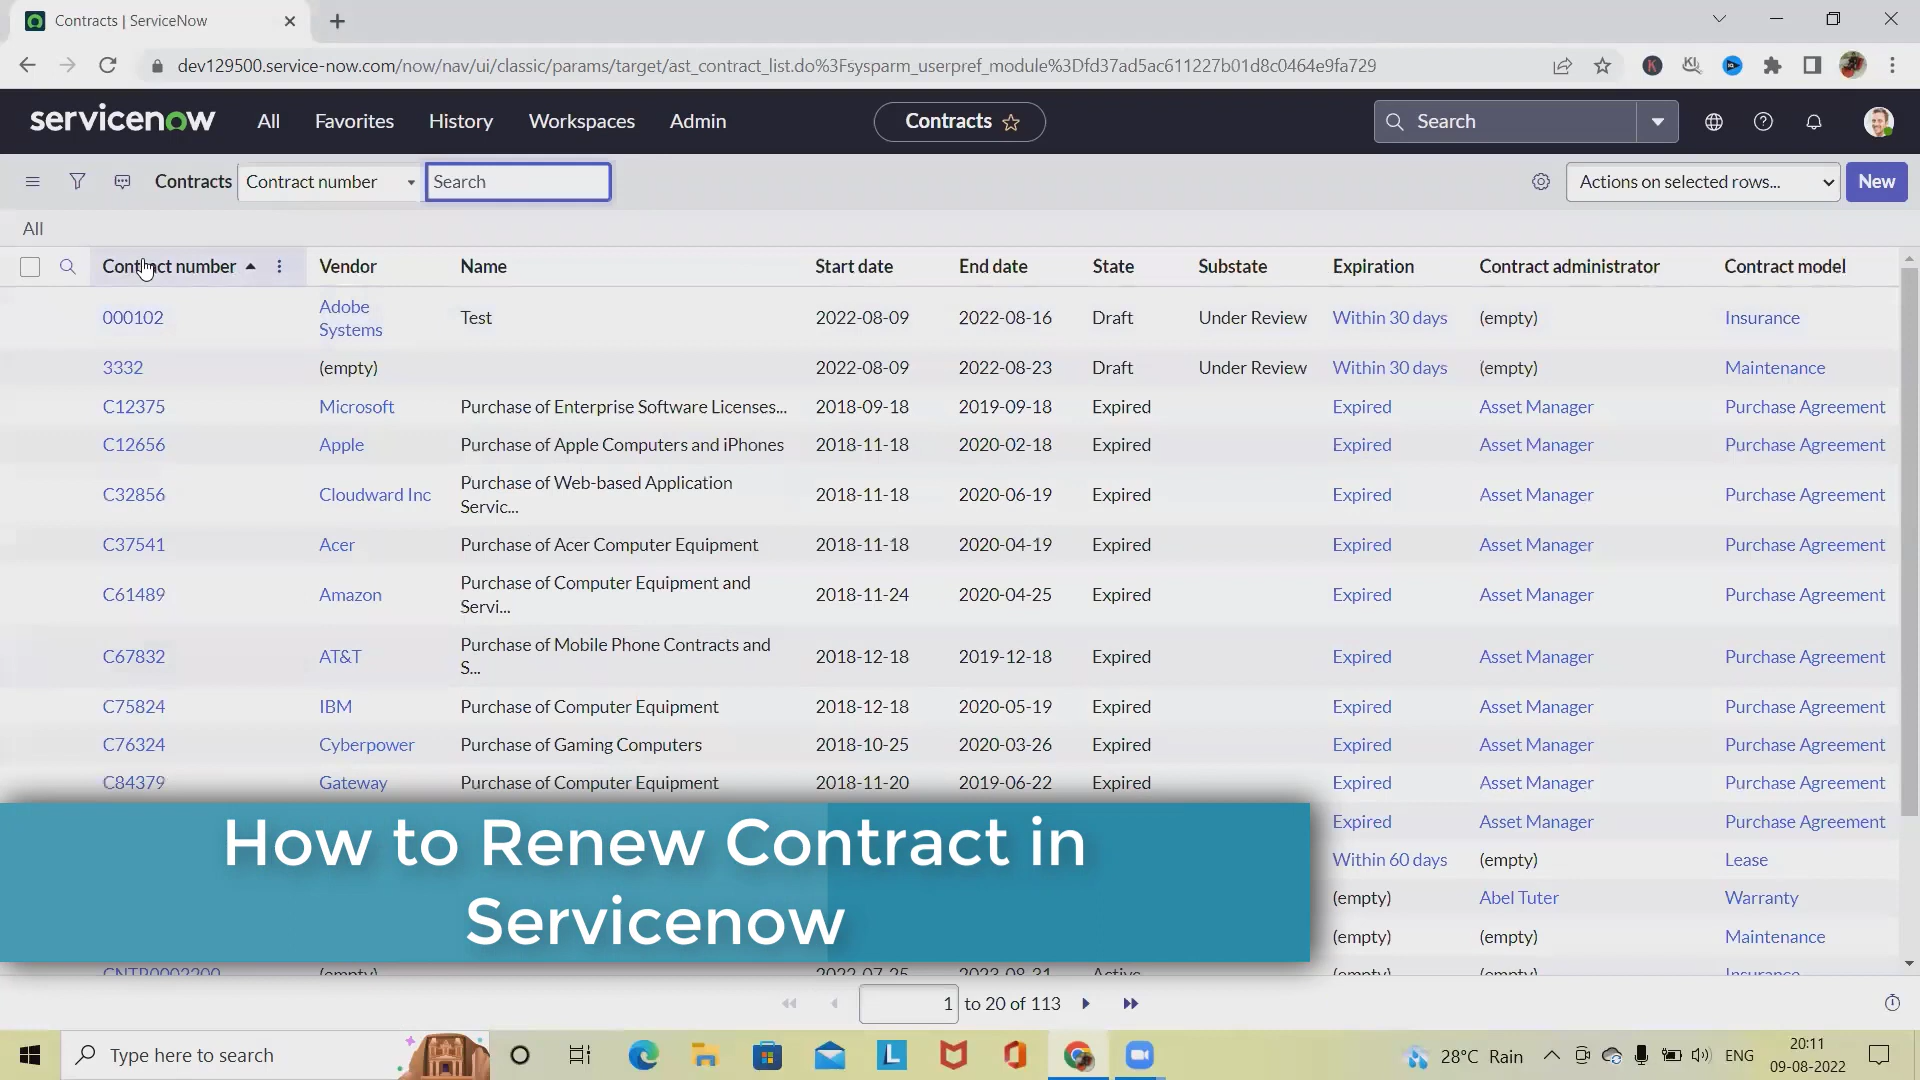 Contracts | ServiceNow
dev129500.service-now.com/now/nav/ui/classic/params/target/ast_contract_list.do%3Fsysparm_userpref_module%3Dfd37ad5ac611227b01d8c0464e9fa729
servicenow All Favorites History Workspaces Admin Contracts Search
Contracts Contract number Search Actions on selected rows... New
All
Contract number Vendor Name Start date End date State Substate Expiration Contract administrator Contract model
000102 Adobe Systems Test 2022-08-09 2022-08-16 Draft Under Review Within 30 days (empty) Insurance
3332 (empty) 2022-08-09 2022-08-23 Draft Under Review Within 30 days (empty) Maintenance
C12375 Microsoft Purchase of Enterprise Software Licenses... 2018-09-18 2019-09-18 Expired Expired Asset Manager Purchase Agreement
C12656 Apple Purchase of Apple Computers and iPhones 2018-11-18 2020-02-18 Expired Expired Asset Manager Purchase Agreement
C32856 Cloudward Inc Purchase of Web-based Application Servic... 2018-11-18 2020-06-19 Expired Expired Asset Manager Purchase Agreement
C37541 Acer Purchase of Acer Computer Equipment 2018-11-18 2020-04-19 Expired Expired Asset Manager Purchase Agreement
C61489 Amazon Purchase of Computer Equipment and Servi... 2018-11-24 2020-04-25 Expired Expired Asset Manager Purchase Agreement
C67832 AT&T Purchase of Mobile Phone Contracts and S... 2018-12-18 2019-12-18 Expired Expired Asset Manager Purchase Agreement
C75824 IBM Purchase of Computer Equipment 2018-12-18 2020-05-19 Expired Expired Asset Manager Purchase Agreement
C76324 Cyberpower Purchase of Gaming Computers 2018-10-25 2020-03-26 Expired Expired Asset Manager Purchase Agreement
C84379 Gateway Purchase of Computer Equipment 2018-11-20 2019-06-22 Expired Expired Asset Manager Purchase Agreement
Expired Asset Manager Purchase Agreement
Within 60 days (empty) Lease
(empty) Abel Tuter Warranty
(empty) (empty) Maintenance
How to Renew Contract in
Servicenow
CNTR0002200 (empty) 2022-07-25 2023-08-31 Active (empty) (empty) Insurance
1 to 20 of 113
Type here to search 28°C Rain ENG 20:11
09-08-2022